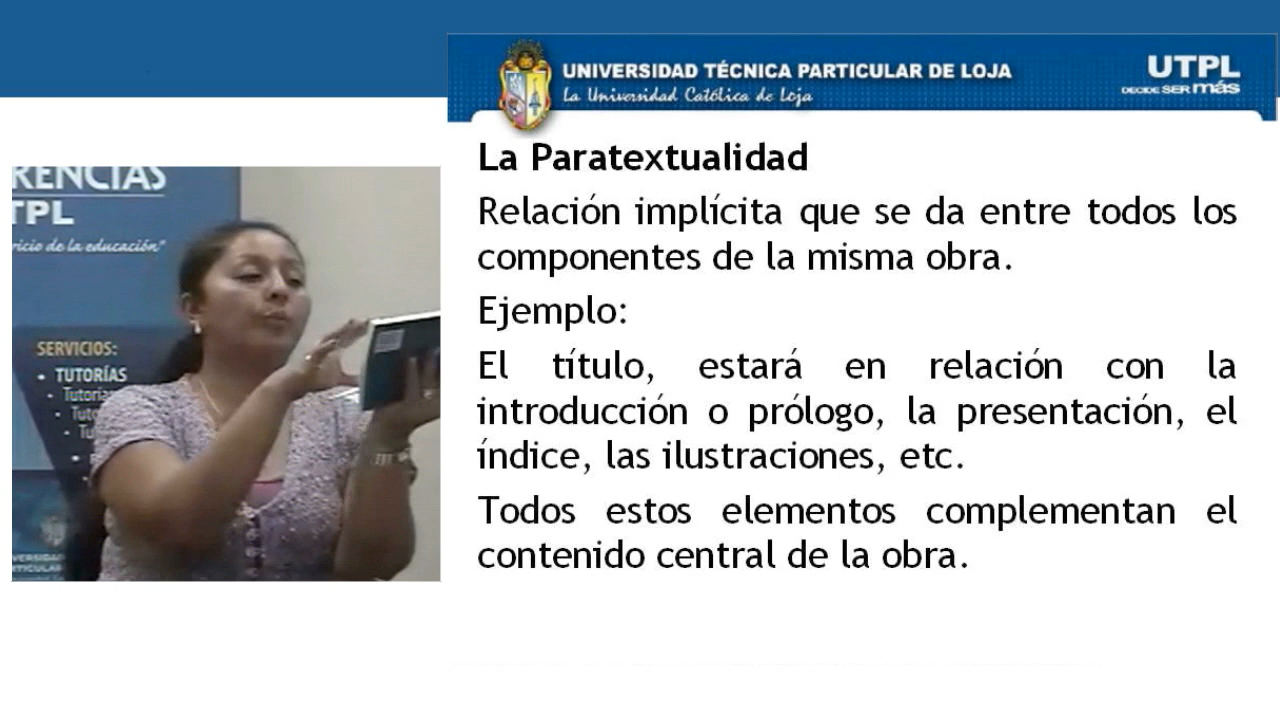 UNIVERSIDAD TÉCNICA PARTICULAR DE LOJA
La Universidad Católica de Loja
UTPL
DECIDE SER más
La Paratextualidad
Relación implícita que se da entre todos los
componentes de la misma obra.
Ejemplo:
El título, estará en relación con la
introducción o prólogo, la presentación, el
índice, las ilustraciones, etc.
Todos estos elementos complementan el
contenido central de la obra.
RENCIAS
TPL
de la educación"
SERVICIOS:
• TUTORÍAS